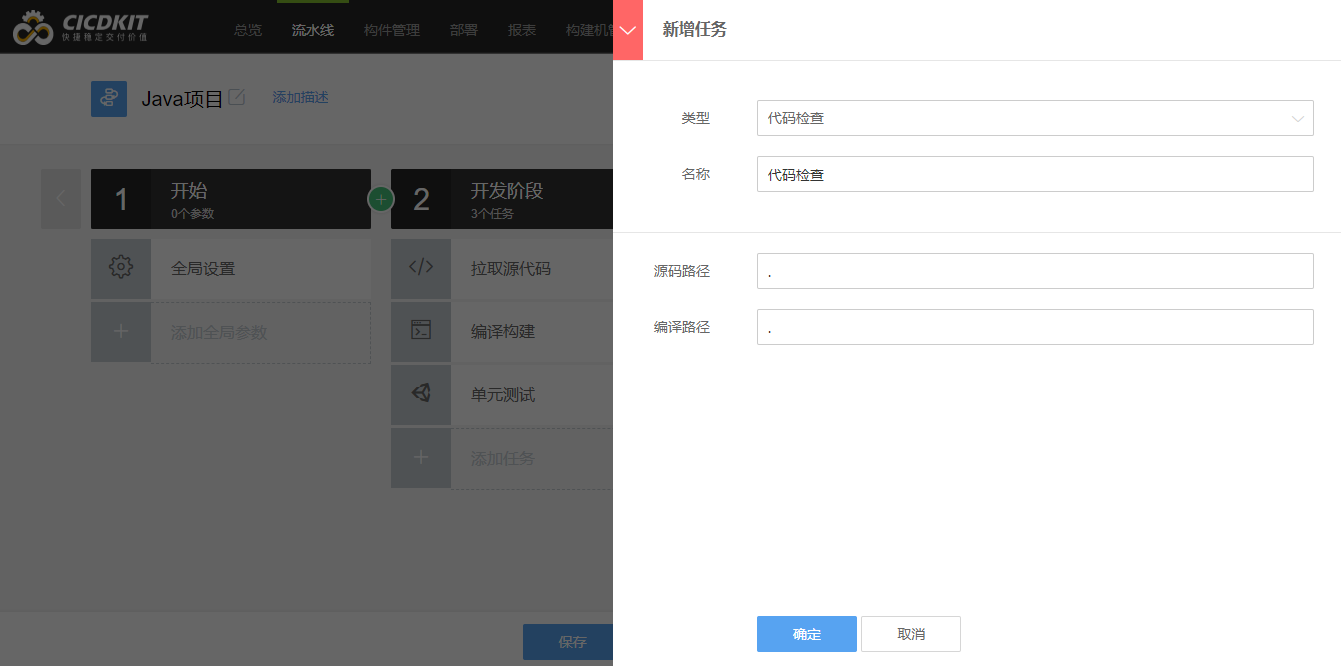 CICDKIT
快捷稳定交付价值
总览
流水线
构件管理
部署
报表
构建机
新增任务
Java项目
添加描述
类型
代码检查
名称
代码检查
1
开始
0个参数
2
开发阶段
3个任务
全局设置
拉取源代码
源码路径
.
添加全局参数
编译构建
编译路径
.
单元测试
添加任务
保存
确定
取消